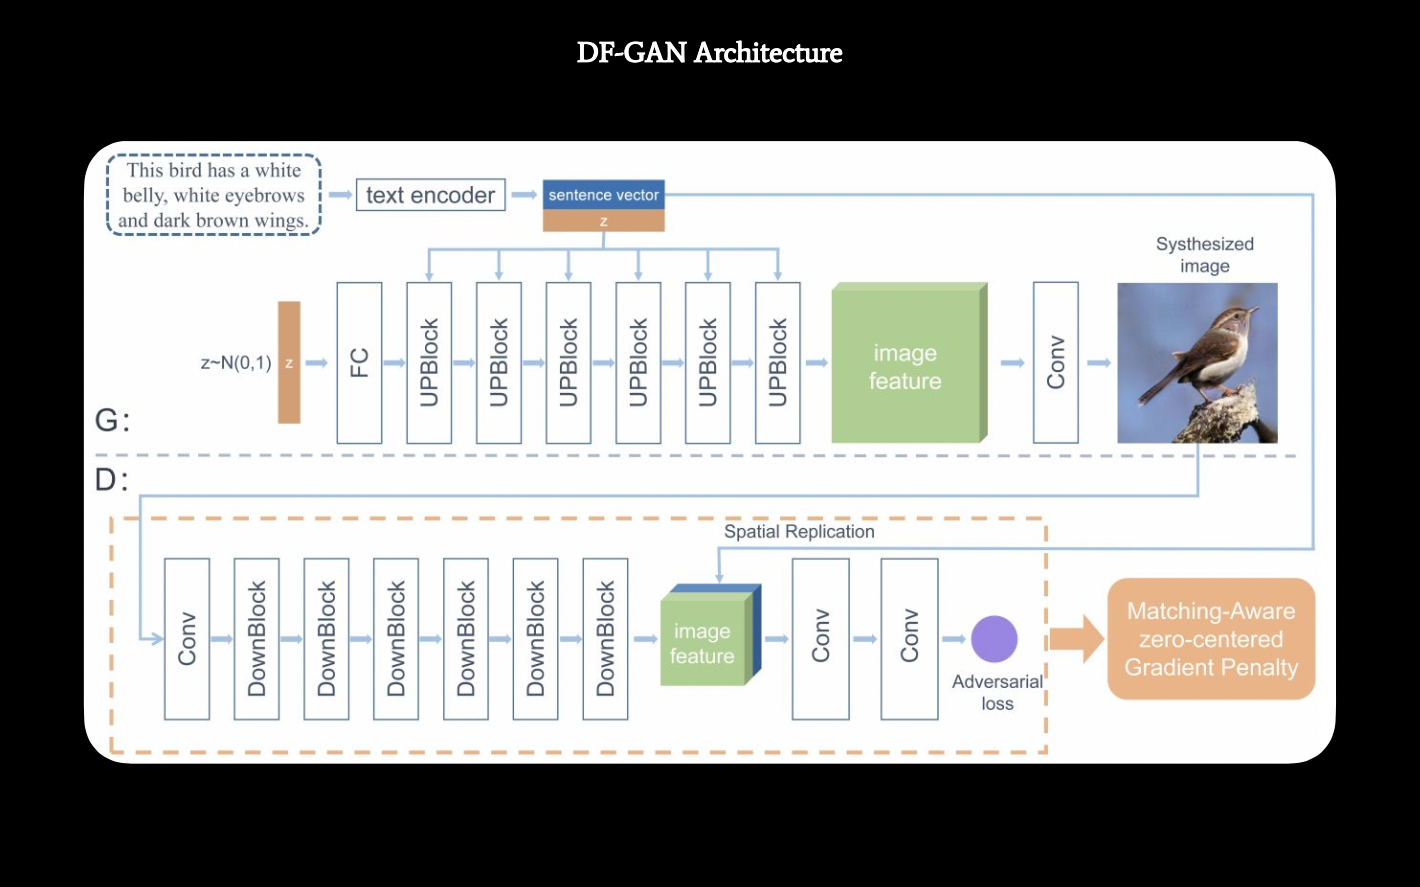 DF-GAN Architecture
This bird has a white
belly, white eyebrows
and dark brown wings.
text encoder
sentence vector
z
Systhesized
image
z~N(0,1)
z
FC
UPBlock
UPBlock
UPBlock
UPBlock
UPBlock
UPBlock
image
feature
Conv
G:
D:
Spatial Replication
Conv
DownBlock
DownBlock
DownBlock
DownBlock
DownBlock
DownBlock
image
feature
Conv
Conv
Adversarial
loss
Matching-Aware
zero-centered
Gradient Penalty